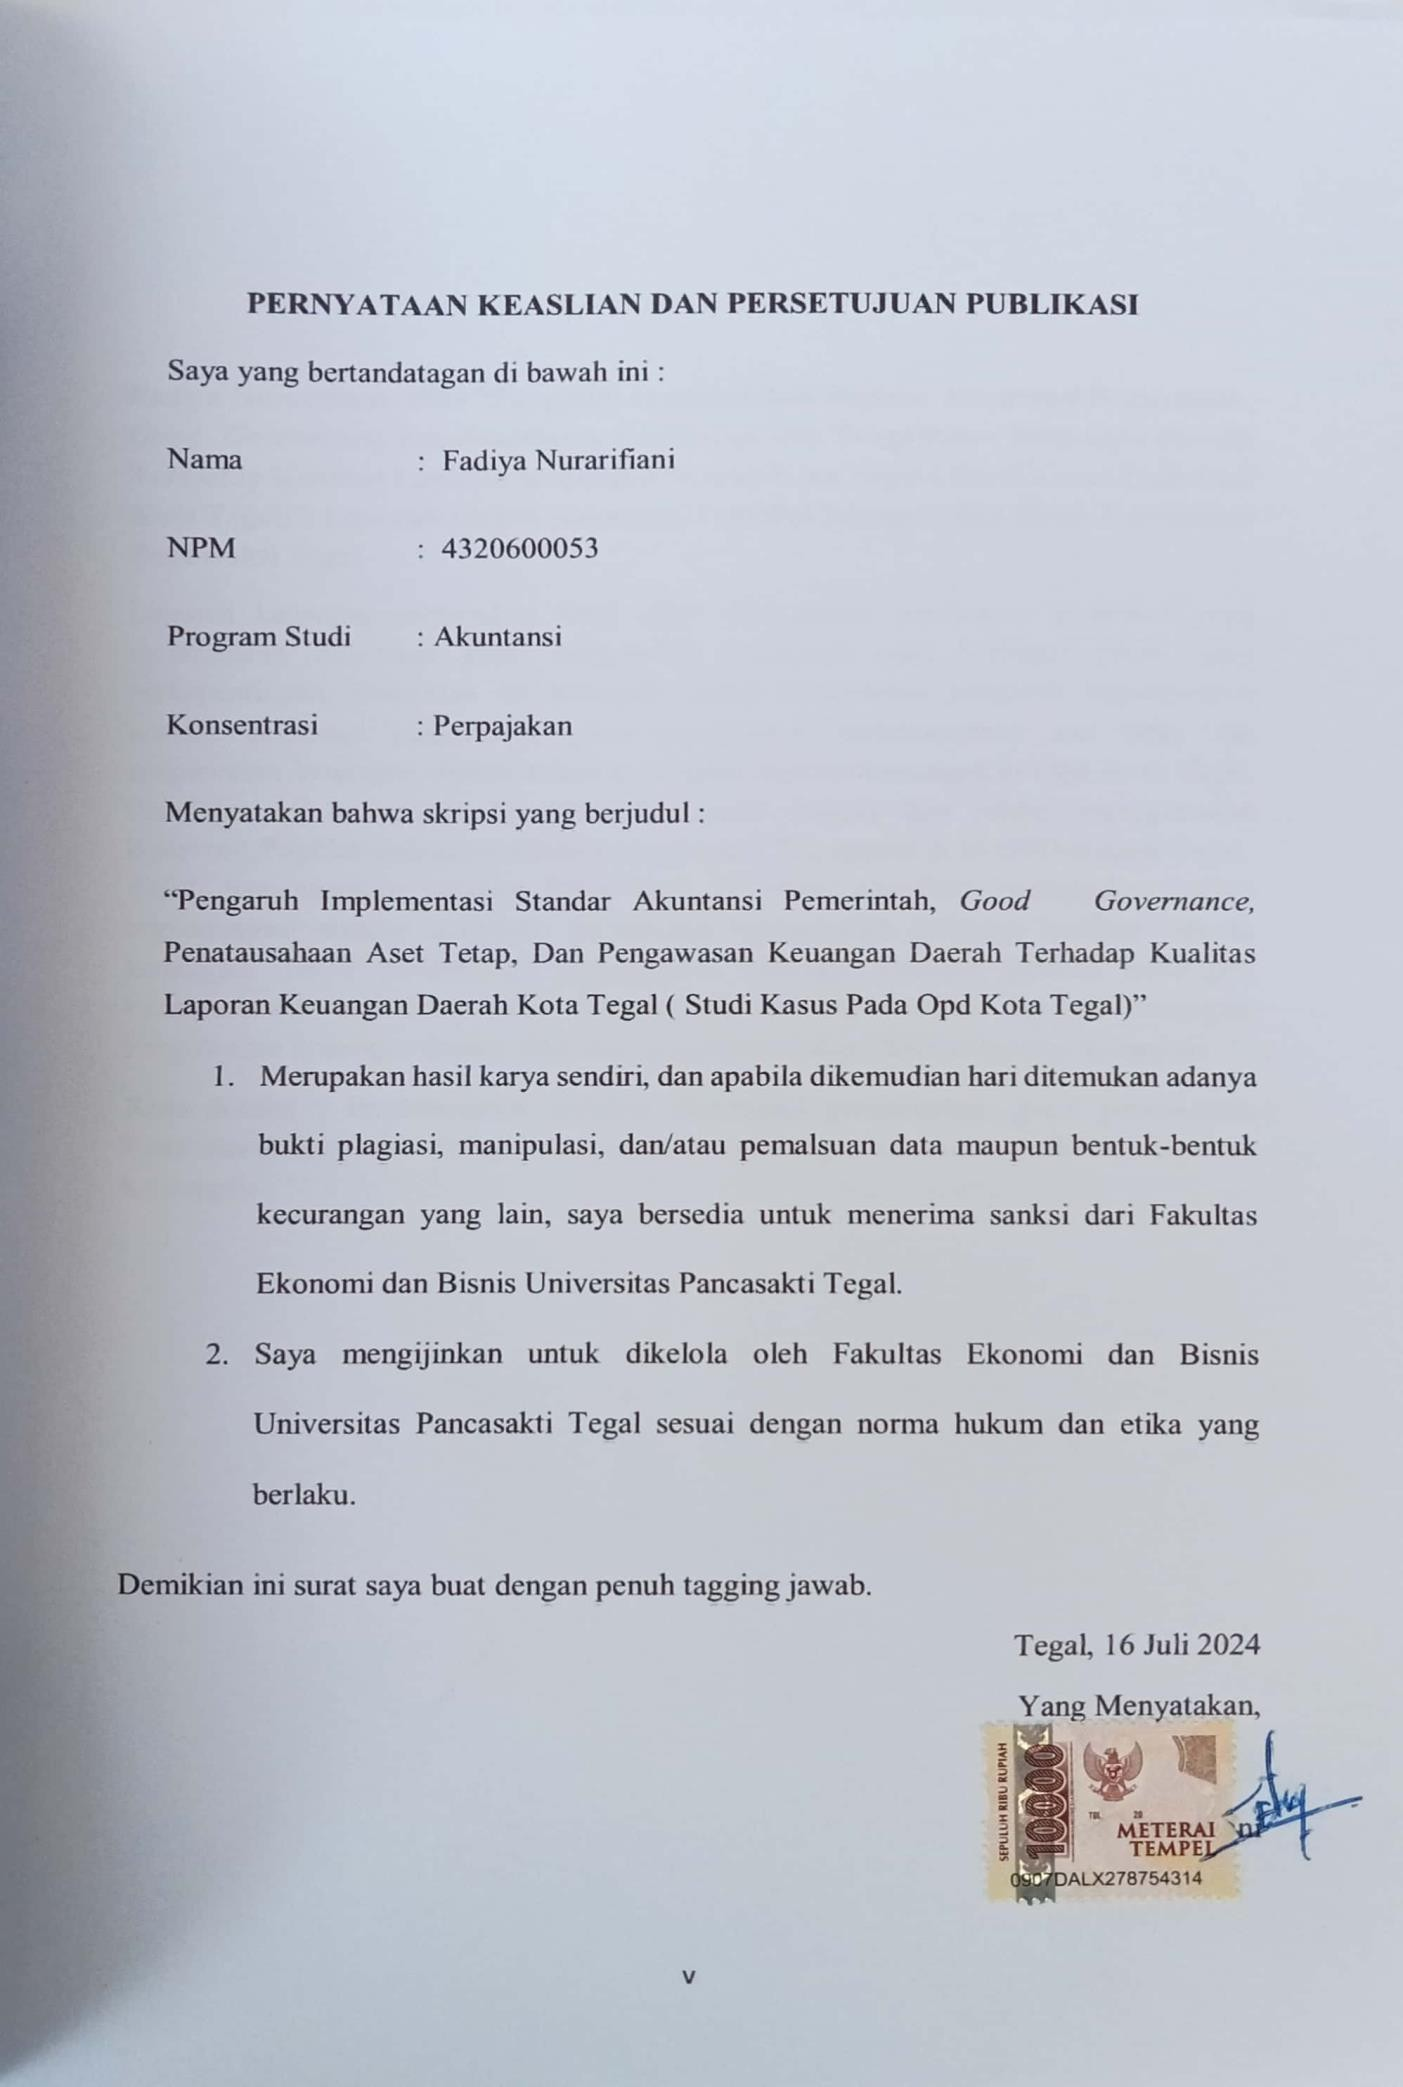 PERNYATAAN KEASLIAN DAN PERSETUJUAN PUBLIKASI
Saya yang bertandatagan di bawah ini :
Nama : Fadiya Nurarifiani
NPM : 4320600053
Program Studi : Akuntansi
Konsentrasi : Perpajakan
Menyatakan bahwa skripsi yang berjudul :
“Pengaruh Implementasi Standar Akuntansi Pemerintah, Good Governance,
Penatausahaan Aset Tetap, Dan Pengawasan Keuangan Daerah Terhadap Kualitas
Laporan Keuangan Daerah Kota Tegal ( Studi Kasus Pada Opd Kota Tegal)”
1. Merupakan hasil karya sendiri, dan apabila dikemudian hari ditemukan adanya
bukti plagiasi, manipulasi, dan/atau pemalsuan data maupun bentuk-bentuk
kecurangan yang lain, saya bersedia untuk menerima sanksi dari Fakultas
Ekonomi dan Bisnis Universitas Pancasakti Tegal.
2. Saya mengijinkan untuk dikelola oleh Fakultas Ekonomi dan Bisnis
Universitas Pancasakti Tegal sesuai dengan norma hukum dan etika yang
berlaku.
Demikian ini surat saya buat dengan penuh tagging jawab.
Tegal, 16 Juli 2024
Yang Menyatakan,
SEPULUH RIBU RUPIAH
10000
TGL 20
METERAI
TEMPEL
0907DALX278754314
v